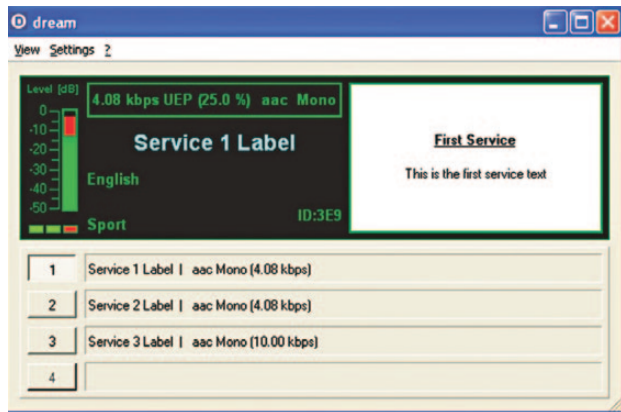 dream
View Settings ?
Level [dB]
0
-10
-20
-30
-40
-50
4.08 kbps UEP (25.0 %) aac Mono
Service 1 Label
English
Sport
ID:3E9
First Service
This is the first service text
1 Service 1 Label | aac Mono (4.08 kbps)
2 Service 2 Label | aac Mono (4.08 kbps)
3 Service 3 Label | aac Mono (10.00 kbps)
4